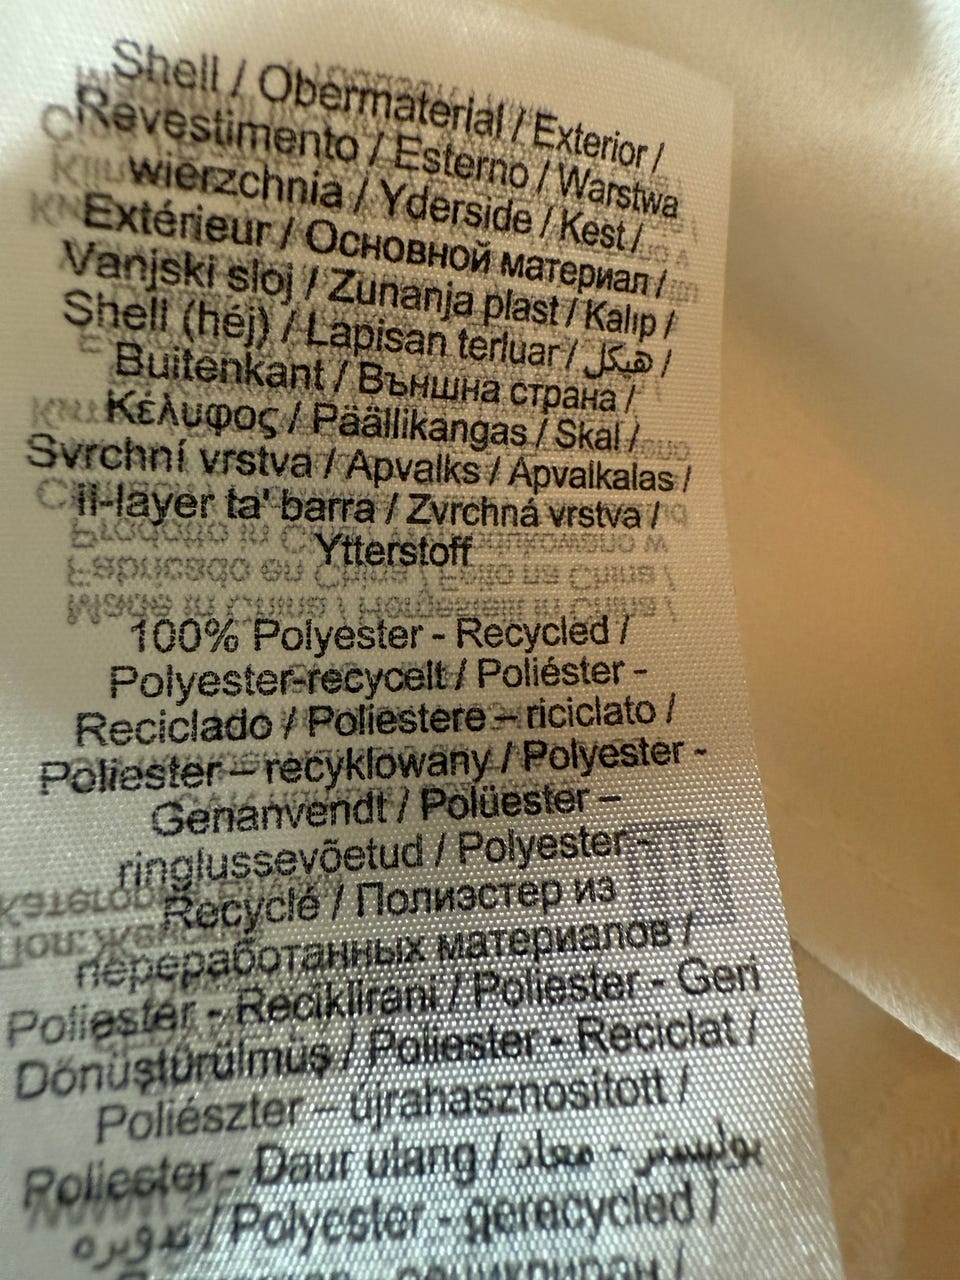 Shell / Obermaterial / Exterior /
Revestimento / Esterno / Warstwa
wierzchnia / Yderside / Kest /
Extérieur / Основной материал /
Vanjski sloj / Zunanja plast / Kalıp /
Shell (héj) / Lapisan terluar / هيكل /
Buitenkant / Външна страна /
Κέλυφος / Päällikangas / Skal /
Svrchní vrstva / Apvalks / Apvalkalas /
il-layer ta' barra / Zvrchná vrstva /
Ytterstoff
100% Polyester - Recycled /
Polyester-recycelt / Poliéster -
Reciclado / Poliestere – riciclato /
Poliester – recyklowany / Polyester -
Genanvendt / Polüester –
ringlussevõetud / Polyester -
Recyclé / Полиэстер из
переработанных материалов /
Poliester - Reciklirani / Poliester - Geri
Dönüştürülmüş / Poliester - Reciclat /
Poliészter – újrahasznosított /
Poliester - Daur ulang / بوليستر - معاد
تدويره / Polyester - gerecycled /